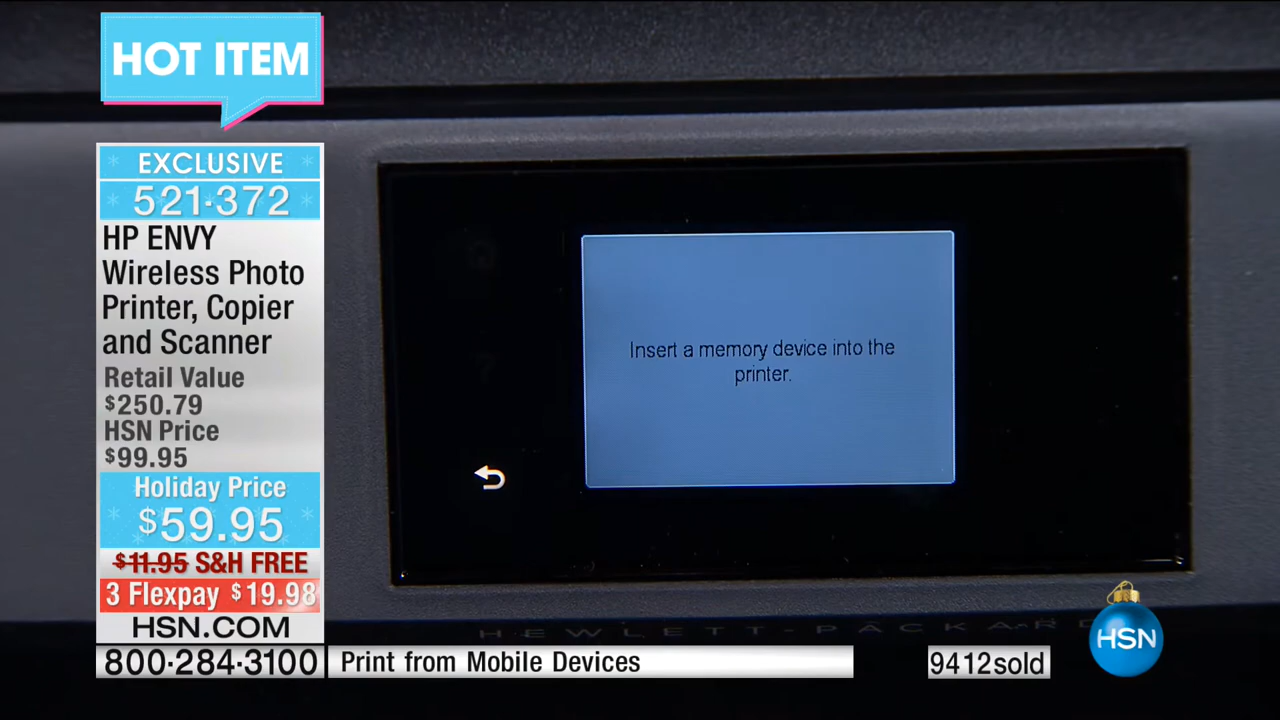 HOT ITEM
EXCLUSIVE
521·372
HP ENVY
Wireless Photo
Printer, Copier
and Scanner
Retail Value
$250.79
HSN Price
$99.95
Holiday Price
$59.95
$11.95 S&H FREE
3 Flexpay $19.98
HSN.COM
800·284·3100
Print from Mobile Devices
9412sold
Insert a memory device into the
printer.
HEWLETT-PACKARD
HSN